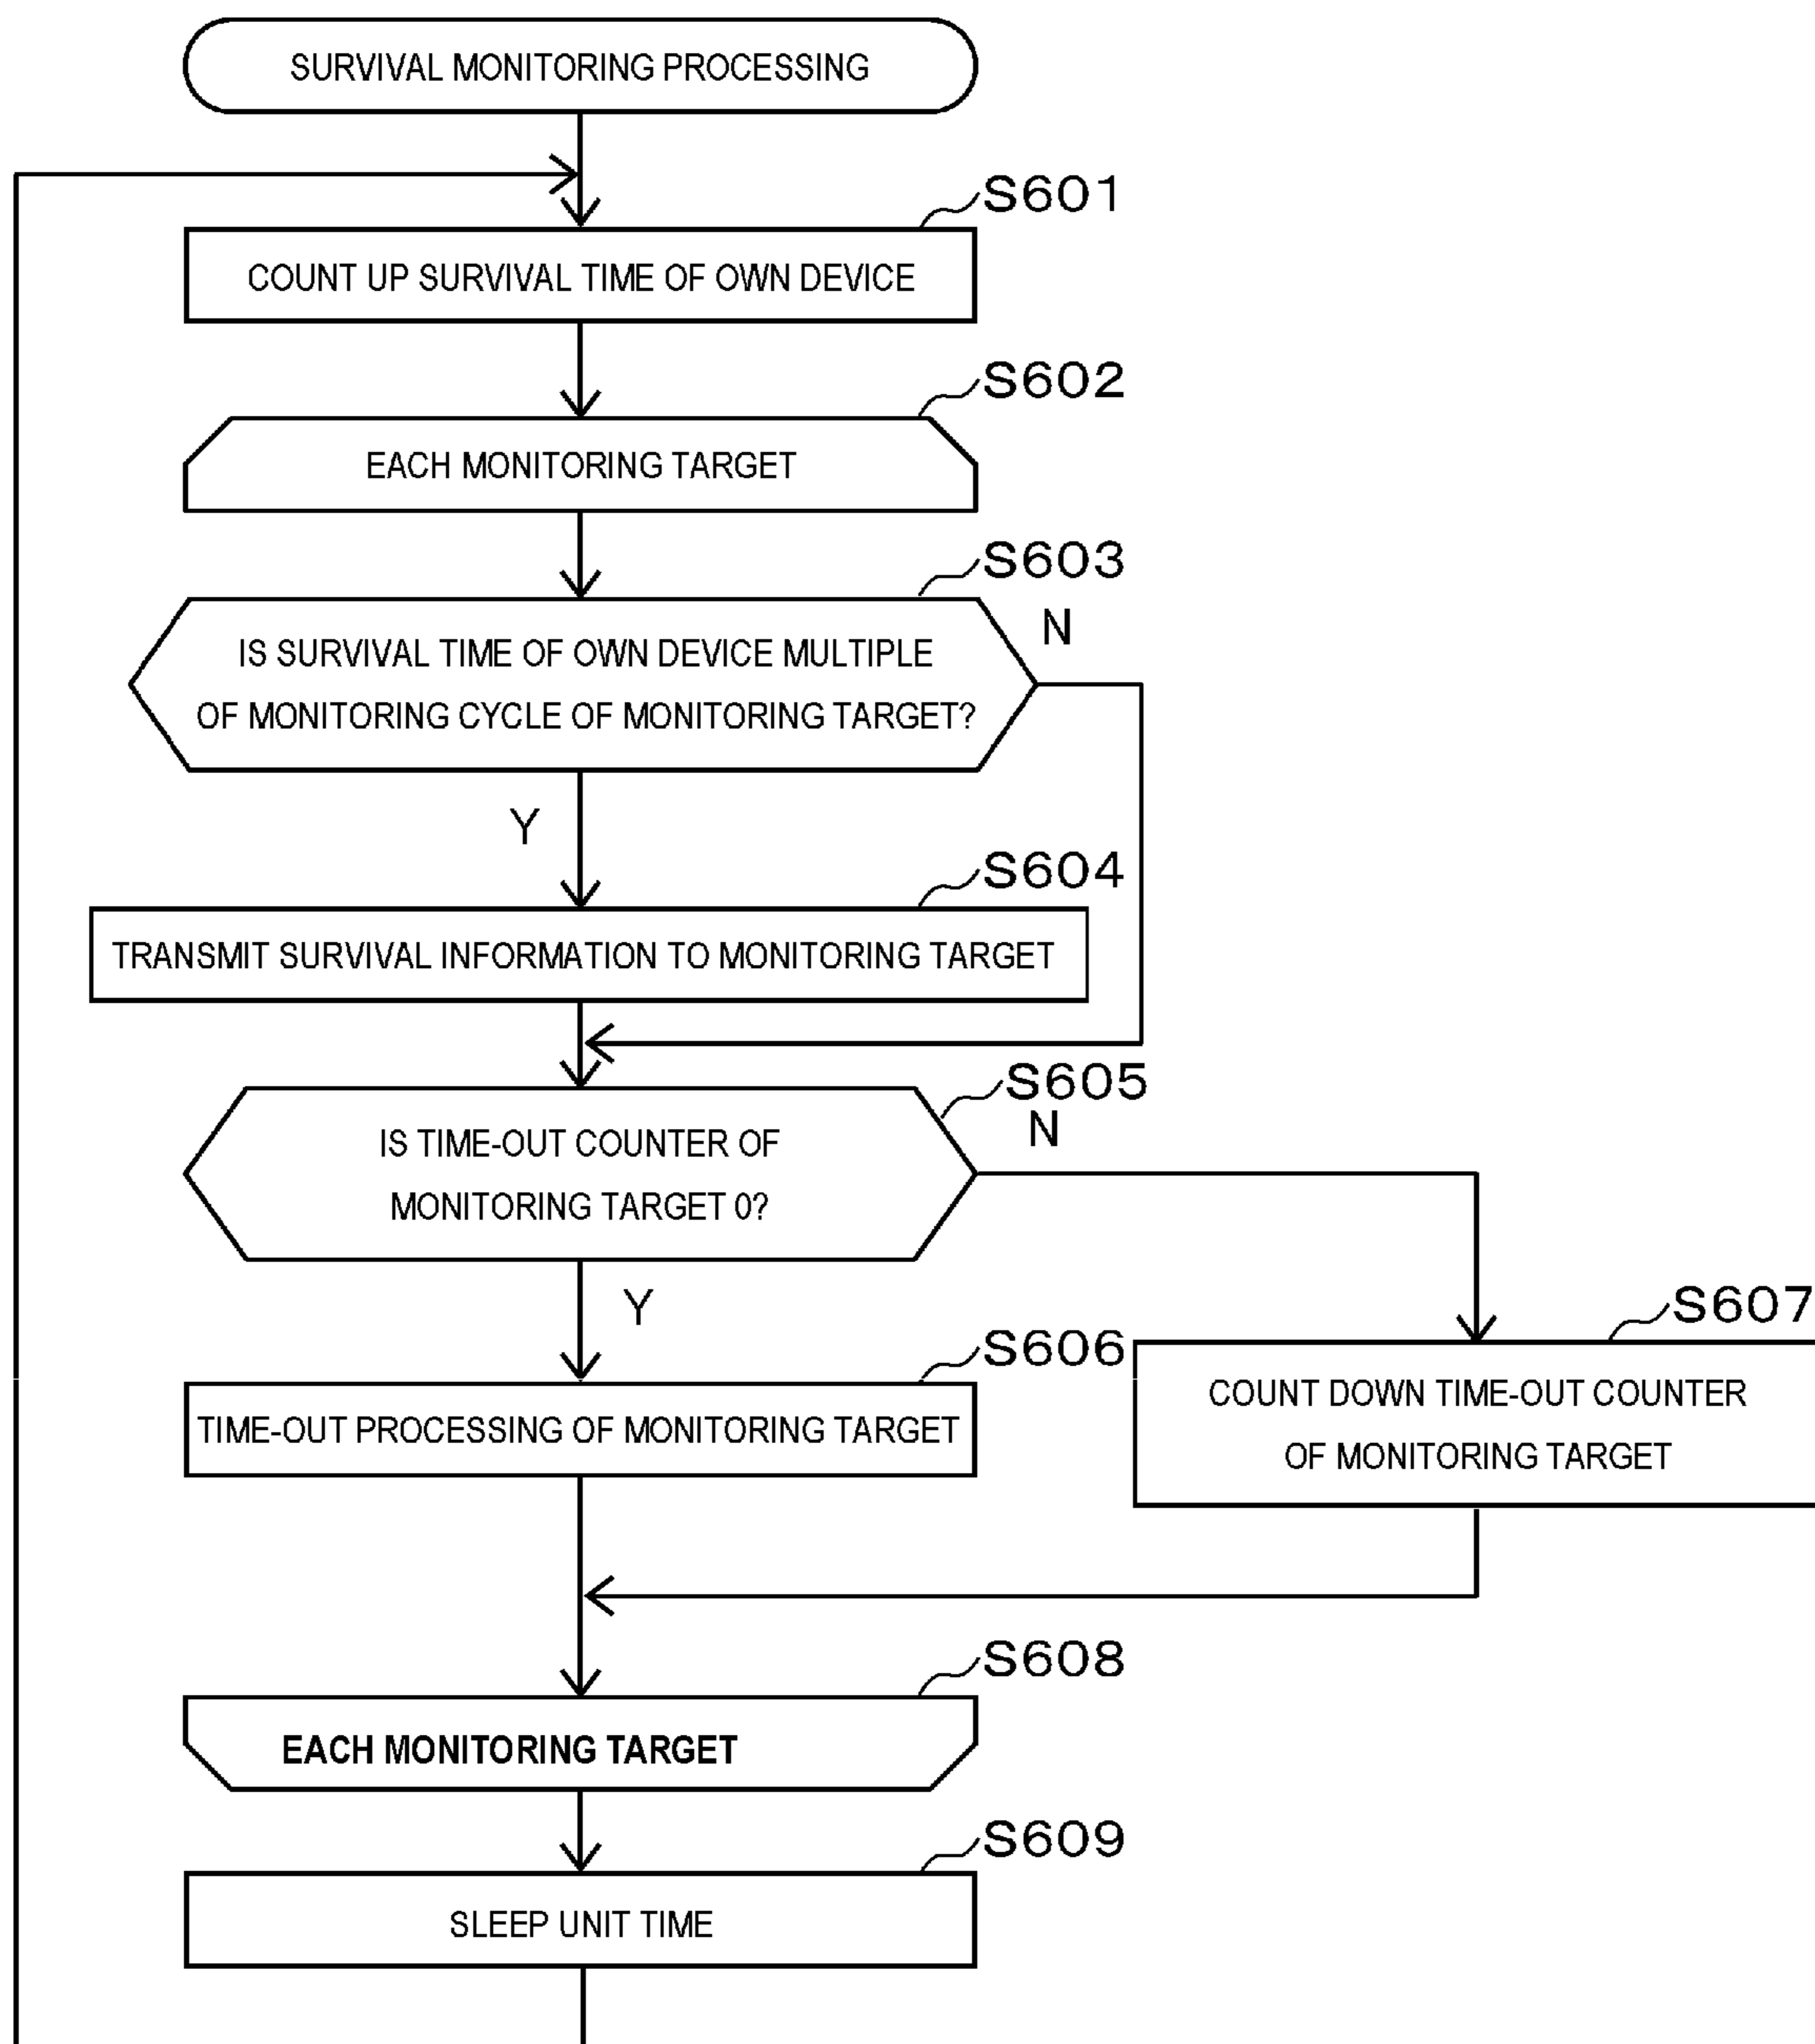 SURVIVAL MONITORING PROCESSING
S601
COUNT UP SURVIVAL TIME OF OWN DEVICE
S602
EACH MONITORING TARGET
S603
N
IS SURVIVAL TIME OF OWN DEVICE MULTIPLE
OF MONITORING CYCLE OF MONITORING TARGET?
Y
S604
TRANSMIT SURVIVAL INFORMATION TO MONITORING TARGET
S605
N
IS TIME-OUT COUNTER OF
MONITORING TARGET 0?
Y
S607
S606
COUNT DOWN TIME-OUT COUNTER
OF MONITORING TARGET
TIME-OUT PROCESSING OF MONITORING TARGET
S608
EACH MONITORING TARGET
S609
SLEEP UNIT TIME